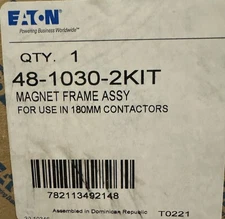 EATON
Powering Business Worldwide
QTY. 1
48-1030-2KIT
MAGNET FRAME ASSY
FOR USE IN 180MM CONTACTORS
782113492148
Assembled in Dominican Republic T0221